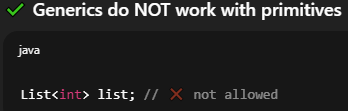 ✓ Generics do NOT work with primitives
java
List<int> list; // ❌ not allowed